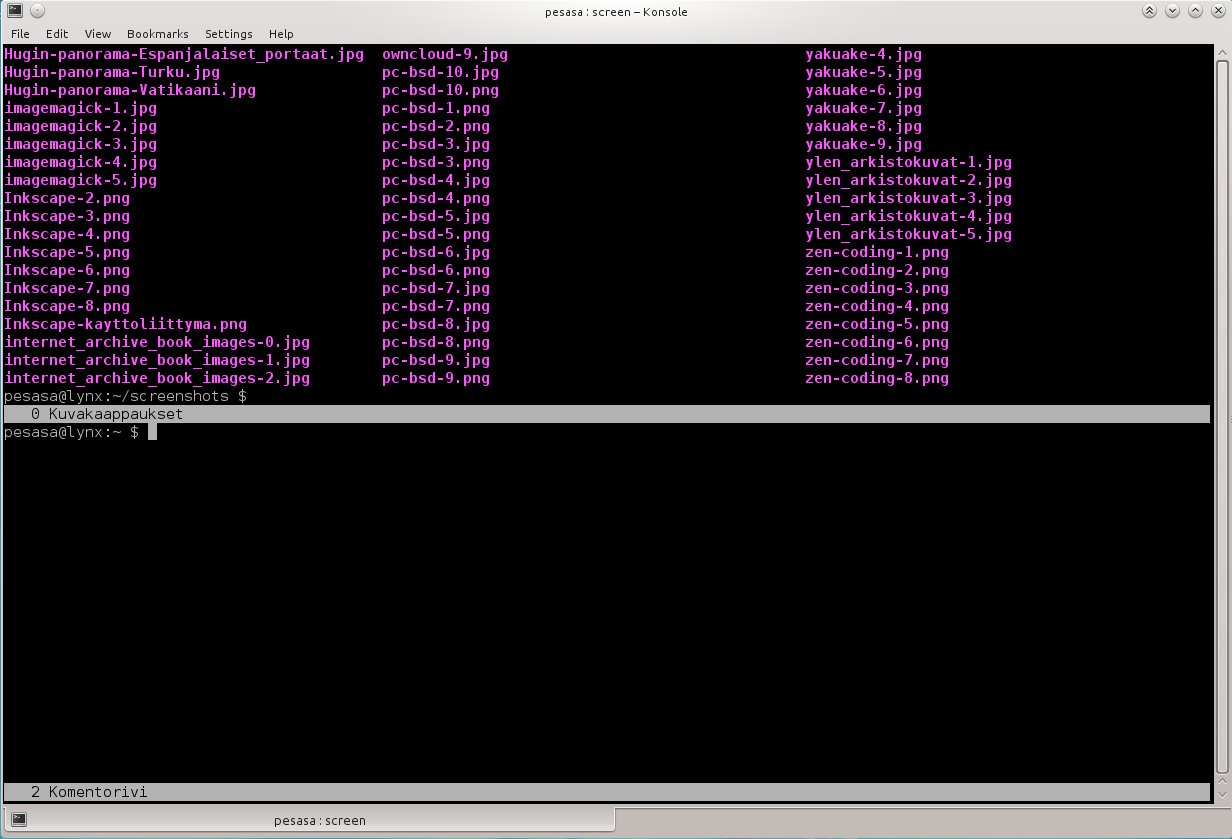 pesasa : screen – Konsole
File Edit View Bookmarks Settings Help
Hugin-panorama-Espanjalaiset_portaat.jpg owncloud-9.jpg yakuake-4.jpg
Hugin-panorama-Turku.jpg pc-bsd-10.jpg yakuake-5.jpg
Hugin-panorama-Vatikaani.jpg pc-bsd-10.png yakuake-6.jpg
imagemagick-1.jpg pc-bsd-1.png yakuake-7.jpg
imagemagick-2.jpg pc-bsd-2.png yakuake-8.jpg
imagemagick-3.jpg pc-bsd-3.jpg yakuake-9.jpg
imagemagick-4.jpg pc-bsd-3.png ylen_arkistokuvat-1.jpg
imagemagick-5.jpg pc-bsd-4.jpg ylen_arkistokuvat-2.jpg
Inkscape-2.png pc-bsd-4.png ylen_arkistokuvat-3.jpg
Inkscape-3.png pc-bsd-5.jpg ylen_arkistokuvat-4.jpg
Inkscape-4.png pc-bsd-5.png ylen_arkistokuvat-5.jpg
Inkscape-5.png pc-bsd-6.jpg zen-coding-1.png
Inkscape-6.png pc-bsd-6.png zen-coding-2.png
Inkscape-7.png pc-bsd-7.jpg zen-coding-3.png
Inkscape-8.png pc-bsd-7.png zen-coding-4.png
Inkscape-kayttoliittyma.png pc-bsd-8.jpg zen-coding-5.png
internet_archive_book_images-0.jpg pc-bsd-8.png zen-coding-6.png
internet_archive_book_images-1.jpg pc-bsd-9.jpg zen-coding-7.png
internet_archive_book_images-2.jpg pc-bsd-9.png zen-coding-8.png
pesasa@lynx:~/screenshots $
0 Kuvakaappaukset
pesasa@lynx:~ $
2 Komentorivi
pesasa : screen